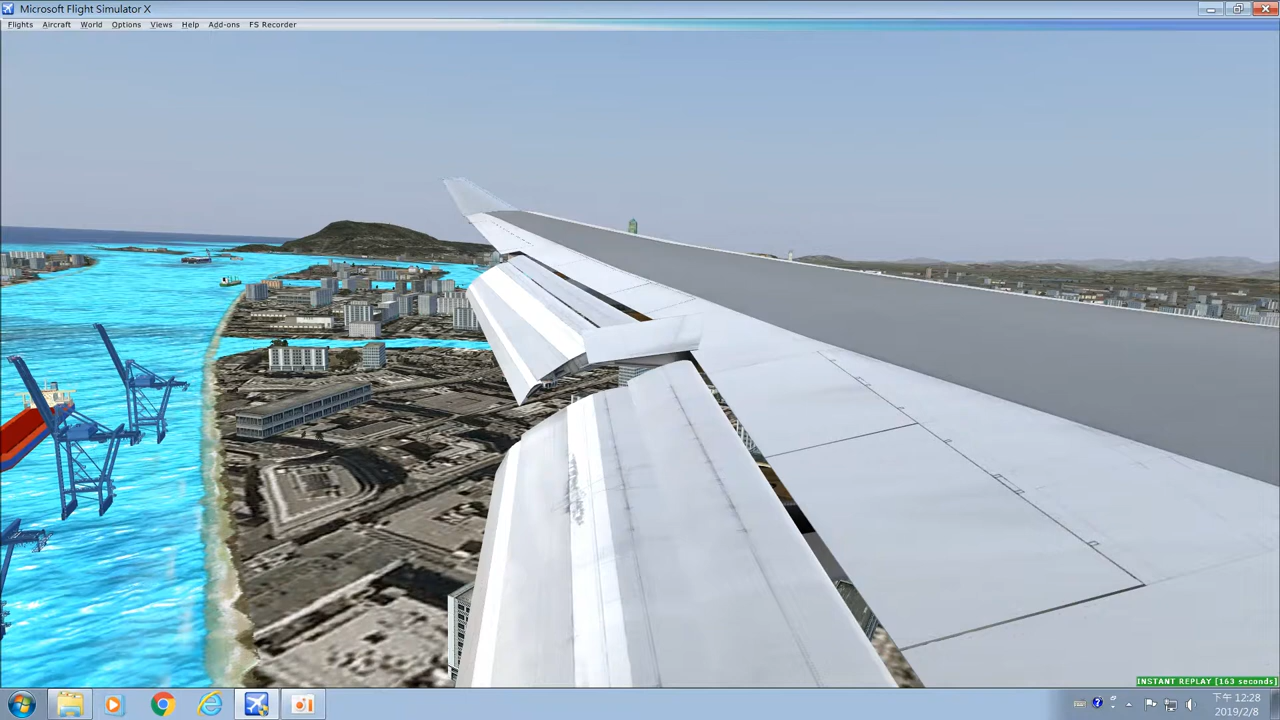 Microsoft Flight Simulator X
Flights Aircraft World Options Views Help Add-ons FS Recorder
INSTANT REPLAY [163 seconds]
下午 12:28
2019/2/8